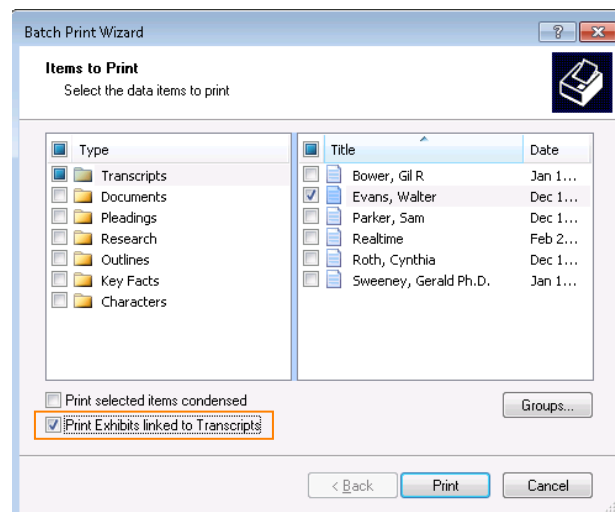 Batch Print Wizard
Items to Print
Select the data items to print
Type
Transcripts
Documents
Pleadings
Research
Outlines
Key Facts
Characters
Title Date
Bower, Gil R Jan 1...
Evans, Walter Dec 1...
Parker, Sam Dec 1...
Realtime Feb 2...
Roth, Cynthia Dec 1...
Sweeney, Gerald Ph.D. Jan 1...
Print selected items condensed
Groups...
Print Exhibits linked to Transcripts
< Back Print Cancel